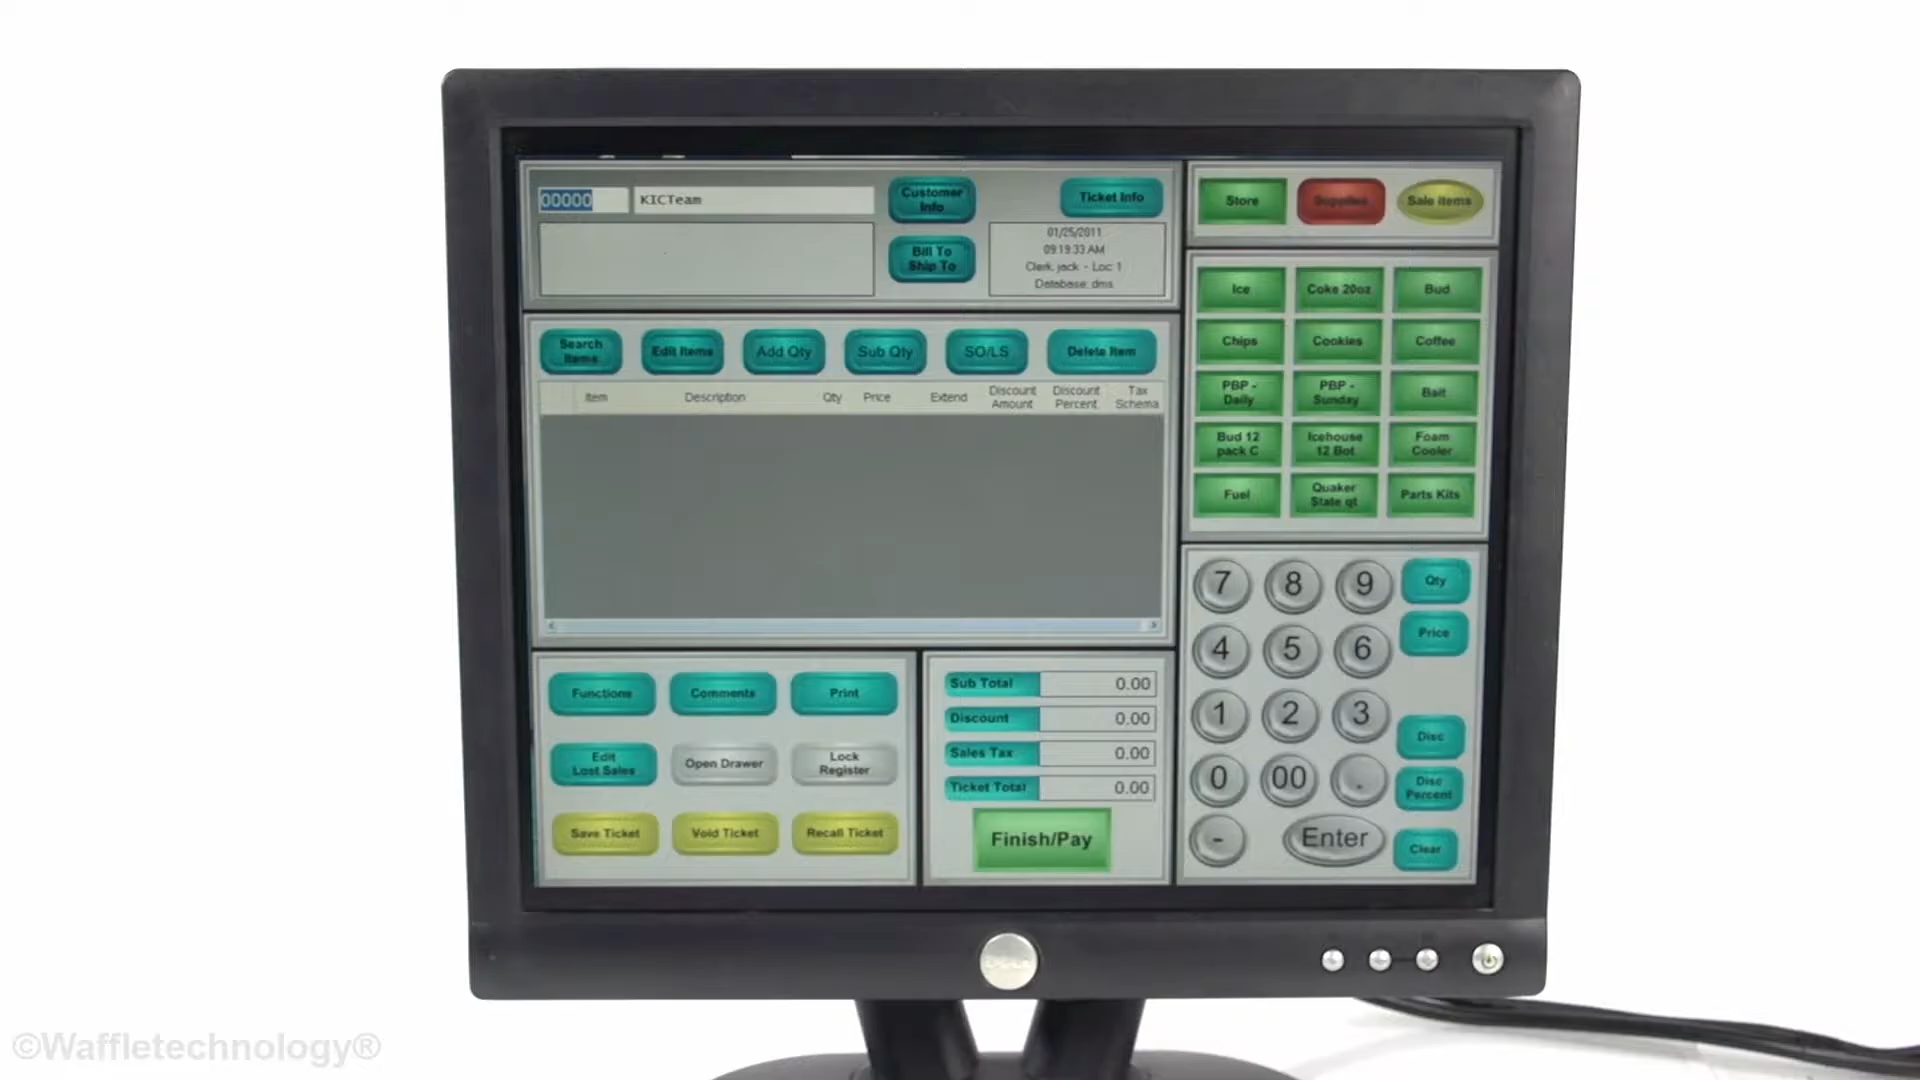 00000 KICTeam
Customer
Info
Ticket Info
Bill To
Ship To
01/25/2011
09:19:33 AM
Clerk: jack - Loc: 1
Database: dms
Store Supplies Sale Items
Search
Items
Edit Items
Add Qty
Sub Qty
SO/LS
Delete Item
Item Description Qty Price Extend
Discount
Amount
Discount
Percent
Tax
Schema
Ice Coke 20oz Bud
Chips Cookies Coffee
PBP -
Daily
PBP -
Sunday
Bait
Bud 12
pack C
Icehouse
12 Bot
Foam
Cooler
Fuel
Quaker
State qt
Parts Kits
Functions Comments Print
Edit
Last Sales
Open Drawer
Lock
Register
Save Ticket Void Ticket Recall Ticket
Sub Total 0.00
Discount 0.00
Sales Tax 0.00
Ticket Total 0.00
Finish/Pay
7 8 9 Qty
Price
4 5 6
1 2 3
Disc
0 00 .
Disc
Percent
- Enter Clear
DELL
©Waffletechnology®